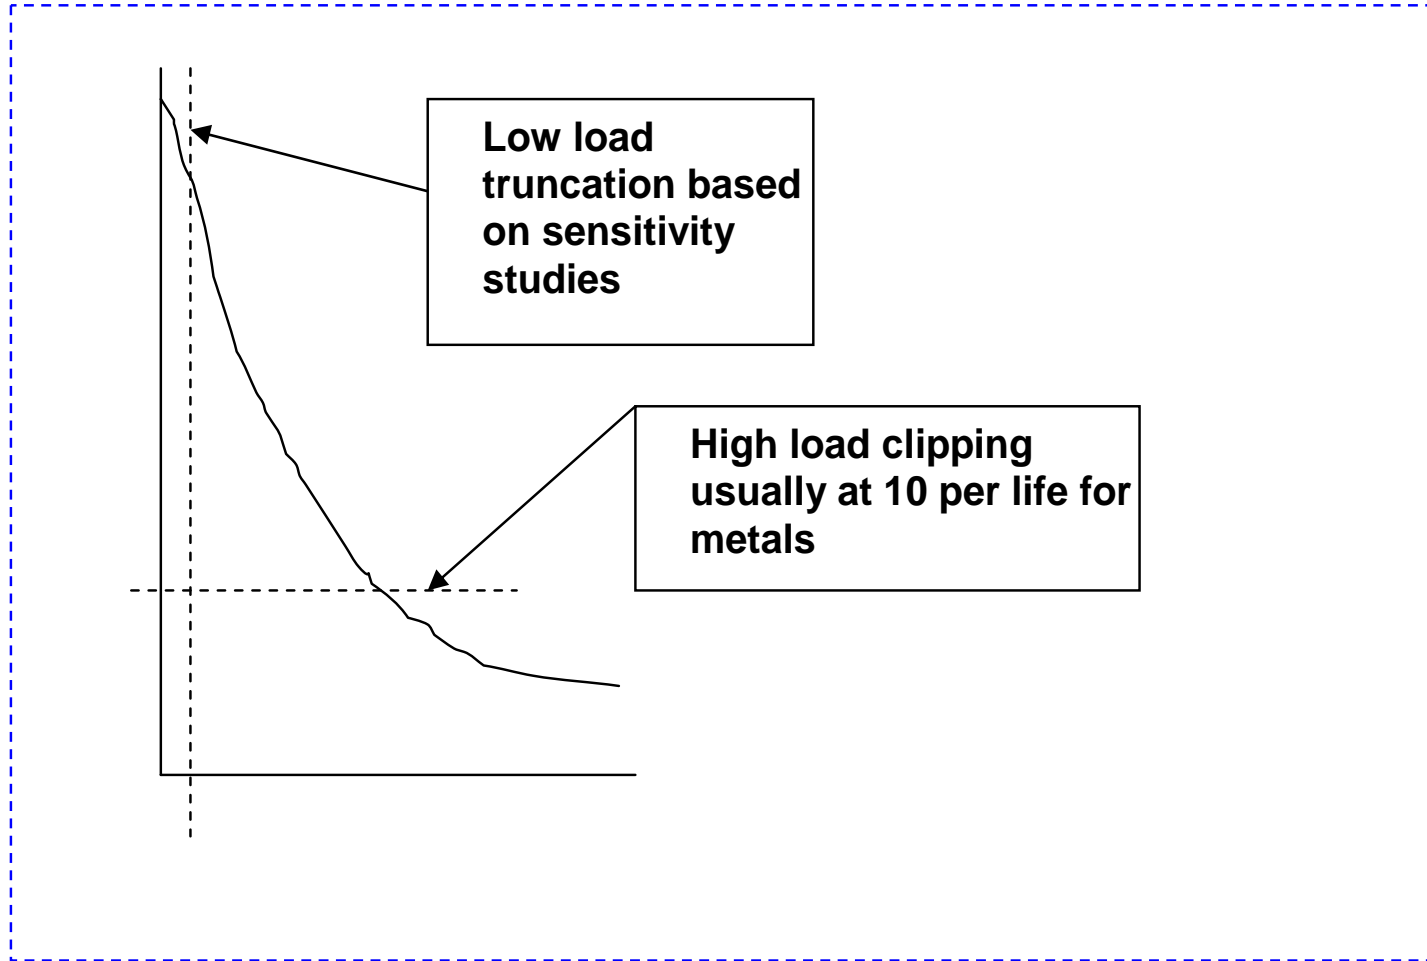 Low load
truncation based
on sensitivity
studies
High load clipping
usually at 10 per life for
metals